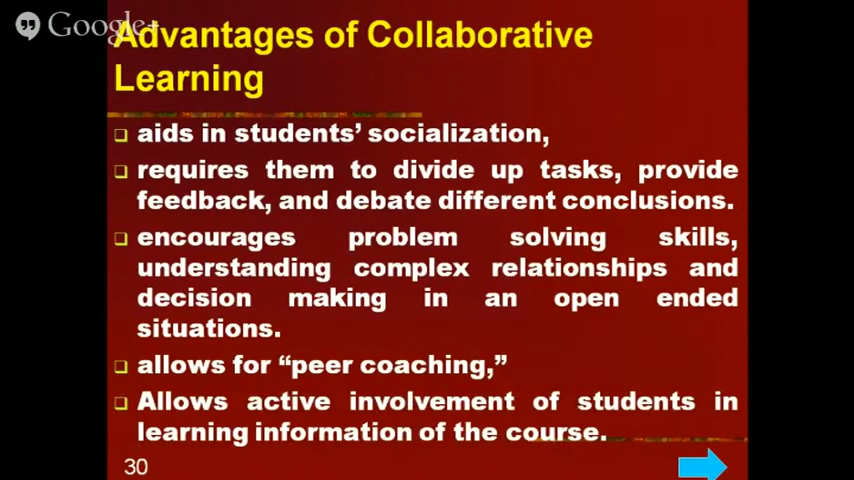 Google+
Advantages of Collaborative
Learning
aids in students’ socialization,
requires them to divide up tasks, provide
feedback, and debate different conclusions.
encourages problem solving skills,
understanding complex relationships and
decision making in an open ended
situations.
allows for “peer coaching,”
Allows active involvement of students in
learning information of the course.
30